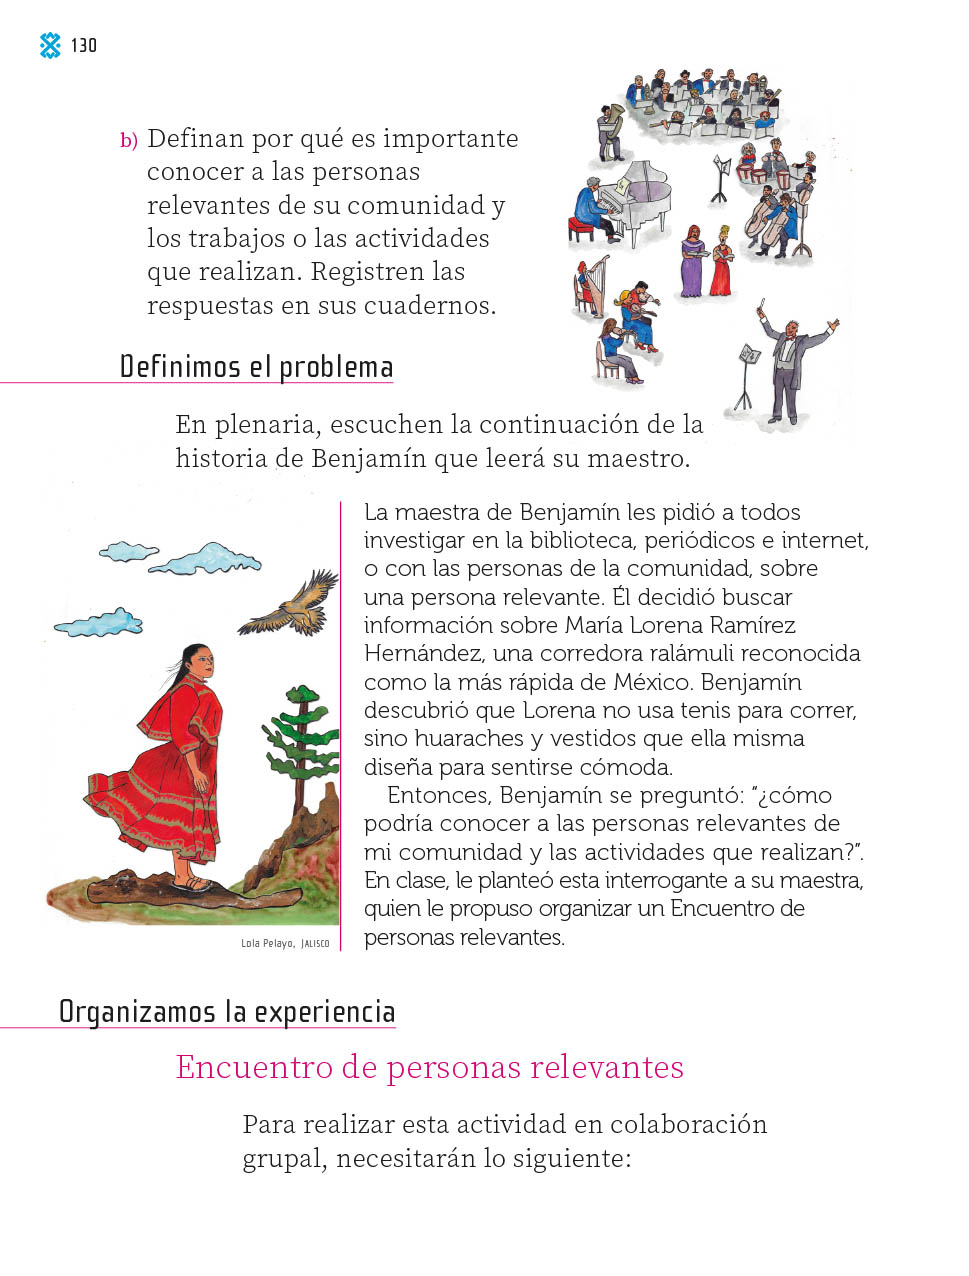 130
b) Definan por qué es importante
conocer a las personas
relevantes de su comunidad y
los trabajos o las actividades
que realizan. Registren las
respuestas en sus cuadernos.
Definimos el problema
En plenaria, escuchen la continuación de la
historia de Benjamín que leerá su maestro.
La maestra de Benjamín les pidió a todos
investigar en la biblioteca, periódicos e internet,
o con las personas de la comunidad, sobre
una persona relevante. Él decidió buscar
información sobre María Lorena Ramírez
Hernández, una corredora ralámuli reconocida
como la más rápida de México. Benjamín
descubrió que Lorena no usa tenis para correr,
sino huaraches y vestidos que ella misma
diseña para sentirse cómoda.
Entonces, Benjamín se preguntó: "¿cómo
podría conocer a las personas relevantes de
mi comunidad y las actividades que realizan?".
En clase, le planteó esta interrogante a su maestra,
quien le propuso organizar un Encuentro de
personas relevantes.
Lola Pelayo, JALISCO
Organizamos la experiencia
Encuentro de personas relevantes
Para realizar esta actividad en colaboración
grupal, necesitarán lo siguiente: